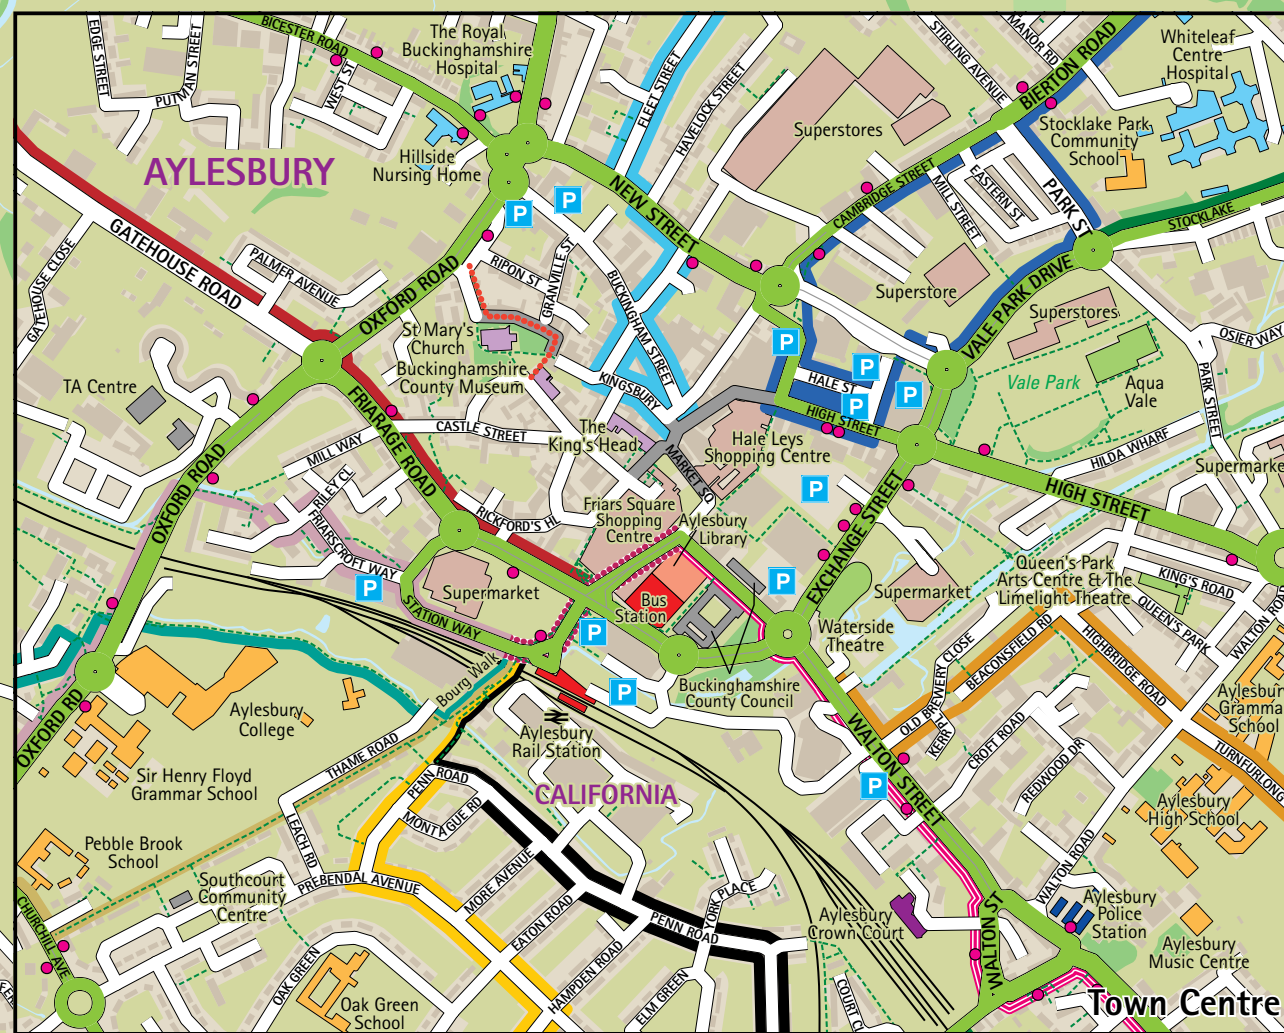 EDGE STREET
PUTMAN STREET
BICESTER ROAD
WEST ST
The Royal
Buckinghamshire
Hospital
FLEET STREET
HAVELOCK STREET
STIRLING AVENUE
MANOR RD
BIERTON ROAD
Whiteleaf
Centre
Hospital
Superstores
Stocklake Park
Community
School
AYLESBURY
Hillside
Nursing Home
P
P
NEW STREET
CAMBRIDGE STREET
MILL STREET
EASTERN ST
PARK ST
STOCKLAKE
GATEHOUSE CLOSE
GATEHOUSE ROAD
PALMER AVENUE
OXFORD ROAD
RIPON ST
GRANVILLE ST
BUCKINGHAM STREET
Superstore
VALE PARK DRIVE
Superstores
OSIER WAY
St Mary's
Church
P
Buckinghamshire
County Museum
KINGSBURY
HALE ST
P
P
P
Vale Park
Aqua
Vale
PARK STREET
TA Centre
FRIARAGE ROAD
CASTLE STREET
The
King's Head
MARKET SQ
Hale Leys
Shopping Centre
HIGH STREET
HILDA WHARF
Supermarke
MILL WAY
RILEY CL
OXFORD ROAD
P
HIGH STREET
FRIARSCROFT WAY
RICKFORD'S HL
Friars Square
Shopping
Centre
Aylesbury
Library
EXCHANGE STREET
Queen's Park
Arts Centre & The
Limelight Theatre
KING'S ROAD
P
Supermarket
STATION WAY
Bus
Station
P
Supermarket
QUEEN'S PARK
WALTON ROAD
P
Waterside
Theatre
Bourg Walk
P
Buckinghamshire
County Council
OLD BREWERY CLOSE
BEACONSFIELD RD
HIGHBRIDGE ROAD
OXFORD RD
Aylesbury
College
Aylesbury
Rail Station
WALTON STREET
KERR PL
CROFT ROAD
REDWOOD DR
Aylesbur
Gramma
School
TURNFURLONG
Sir Henry Floyd
Grammar School
THAME ROAD
PENN ROAD
MONTAGUE RD
CALIFORNIA
P
Aylesbury
High School
Pebble Brook
School
LEACH RD
Southcourt
Community
Centre
PREBENDAL AVENUE
MORE AVENUE
EATON ROAD
PENN ROAD
YORK PLACE
Aylesbury
Crown Court
WALTON ST
WALTON ROAD
Aylesbury
Police
Station
CHURCHILL AVE
OAK GREEN
HAMPDEN ROAD
ELM GREEN
Aylesbury
Music Centre
Oak Green
School
COURT CL
Town Centre